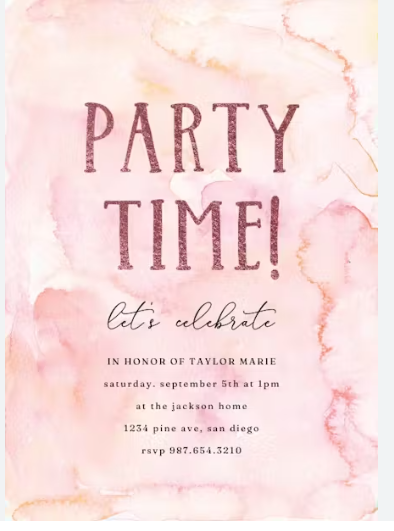 PARTY
TIME!
let's celebrate
IN HONOR OF TAYLOR MARIE
saturday. september 5th at 1pm
at the jackson home
1234 pine ave, san diego
rsvp 987.654.3210